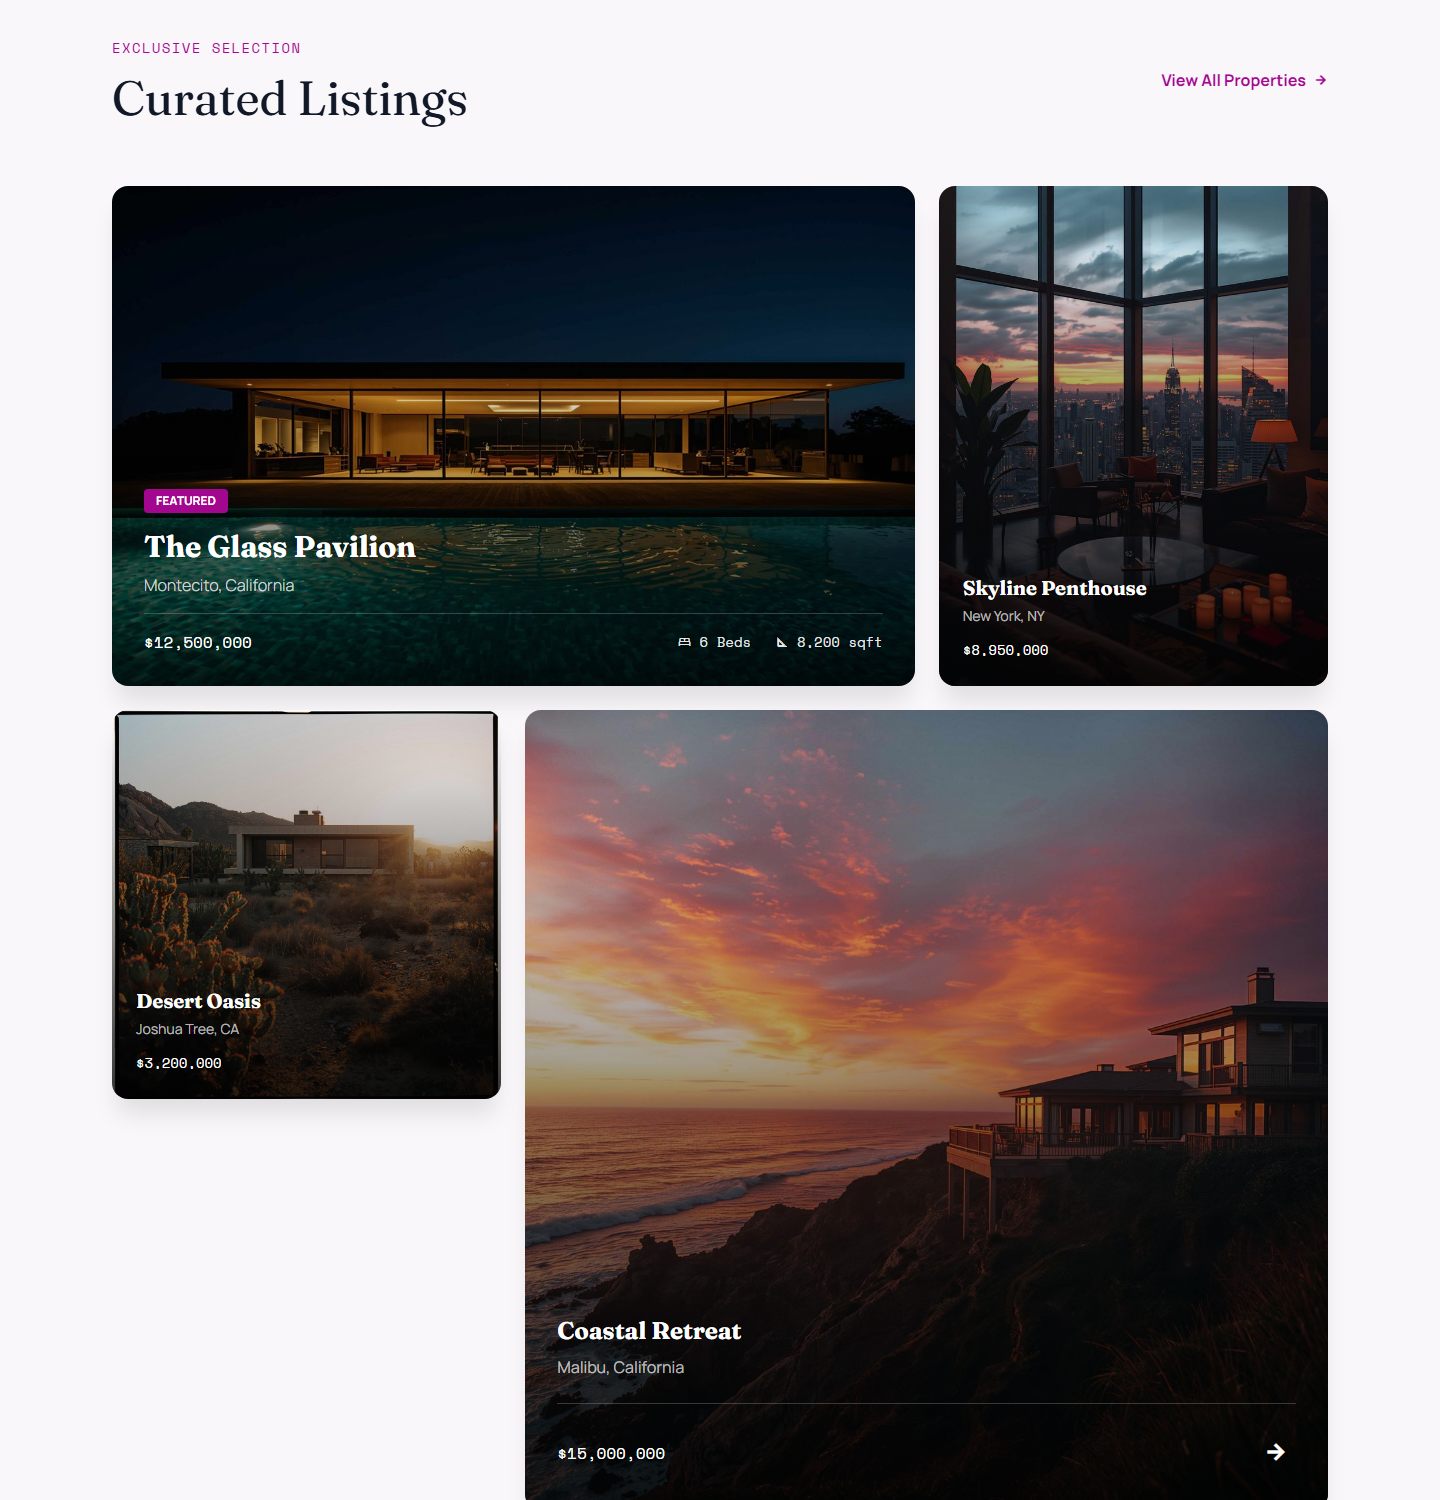 EXCLUSIVE SELECTION
Curated Listings
View All Properties →
FEATURED
The Glass Pavilion
Montecito, California
$12,500,000
6 Beds
8,200 sqft
Skyline Penthouse
New York, NY
$8,950,000
Desert Oasis
Joshua Tree, CA
$3,200,000
Coastal Retreat
Malibu, California
$15,000,000 →